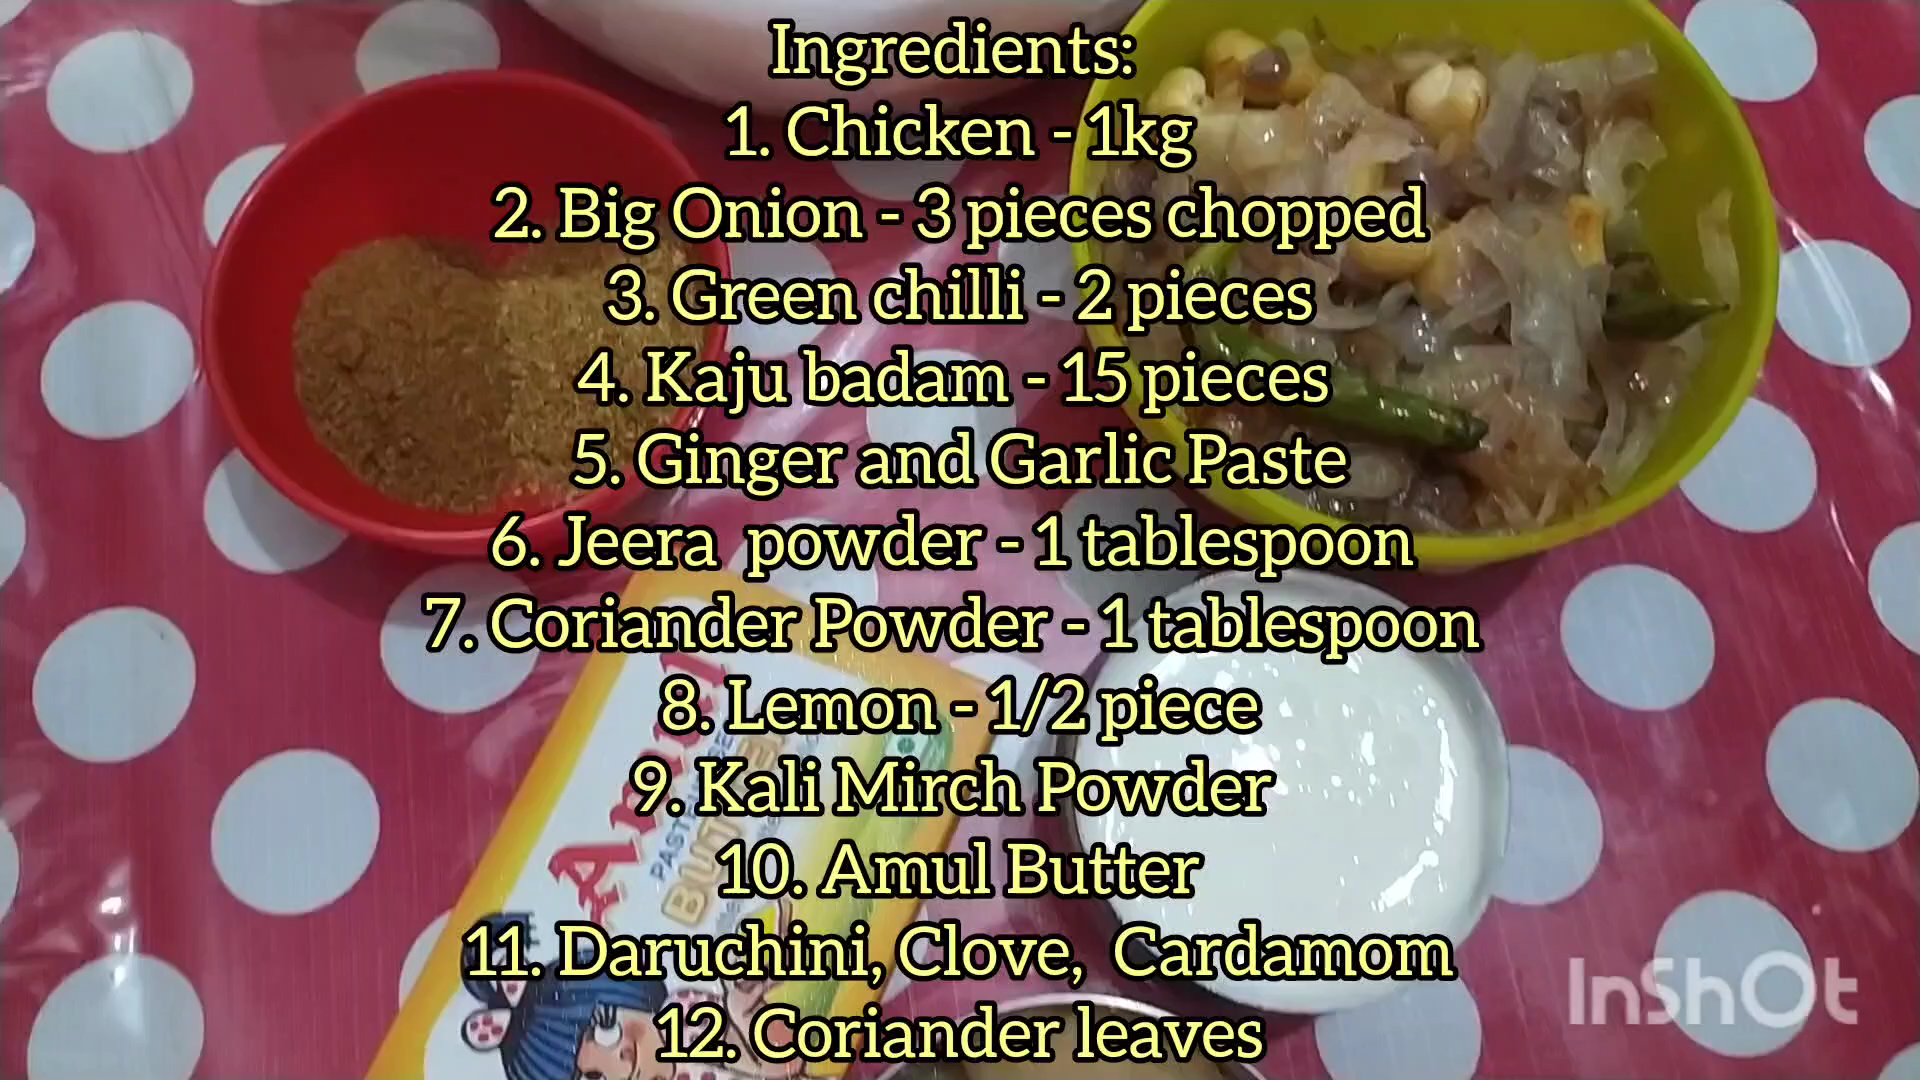 Ingredients:
1. Chicken - 1kg
2. Big Onion - 3 pieces chopped
3. Green chilli - 2 pieces
4. Kaju badam - 15 pieces
5. Ginger and Garlic Paste
6. Jeera powder - 1 tablespoon
7. Coriander Powder - 1 tablespoon
8. Lemon - 1/2 piece
9. Kali Mirch Powder
10. Amul Butter
11. Daruchini, Clove, Cardamom
12. Coriander leaves
Amul
InShOt